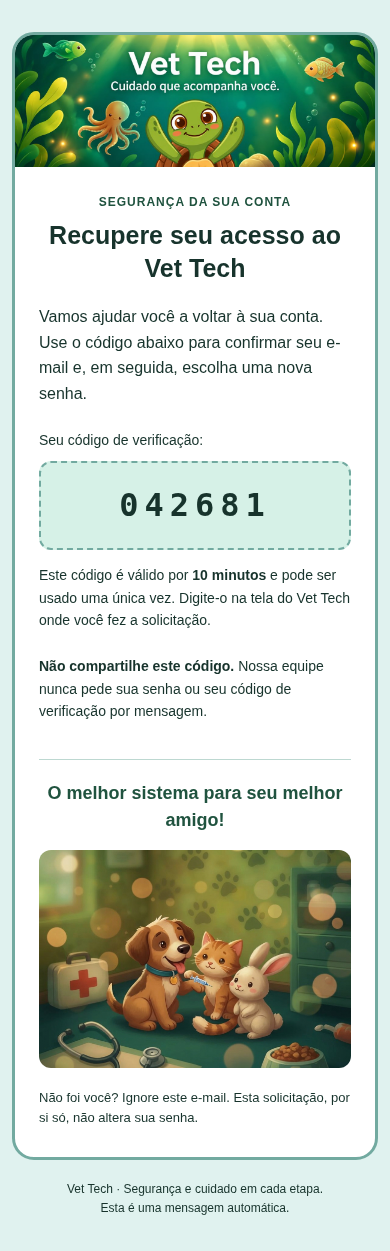 Vet Tech
Cuidado que acompanha você.
SEGURANÇA DA SUA CONTA
Recupere seu acesso ao
Vet Tech
Vamos ajudar você a voltar à sua conta.
Use o código abaixo para confirmar seu e-
mail e, em seguida, escolha uma nova
senha.
Seu código de verificação:
042681
Este código é válido por 10 minutos e pode ser
usado uma única vez. Digite-o na tela do Vet Tech
onde você fez a solicitação.
Não compartilhe este código. Nossa equipe
nunca pede sua senha ou seu código de
verificação por mensagem.
O melhor sistema para seu melhor
amigo!
Não foi você? Ignore este e-mail. Esta solicitação, por
si só, não altera sua senha.
Vet Tech · Segurança e cuidado em cada etapa.
Esta é uma mensagem automática.